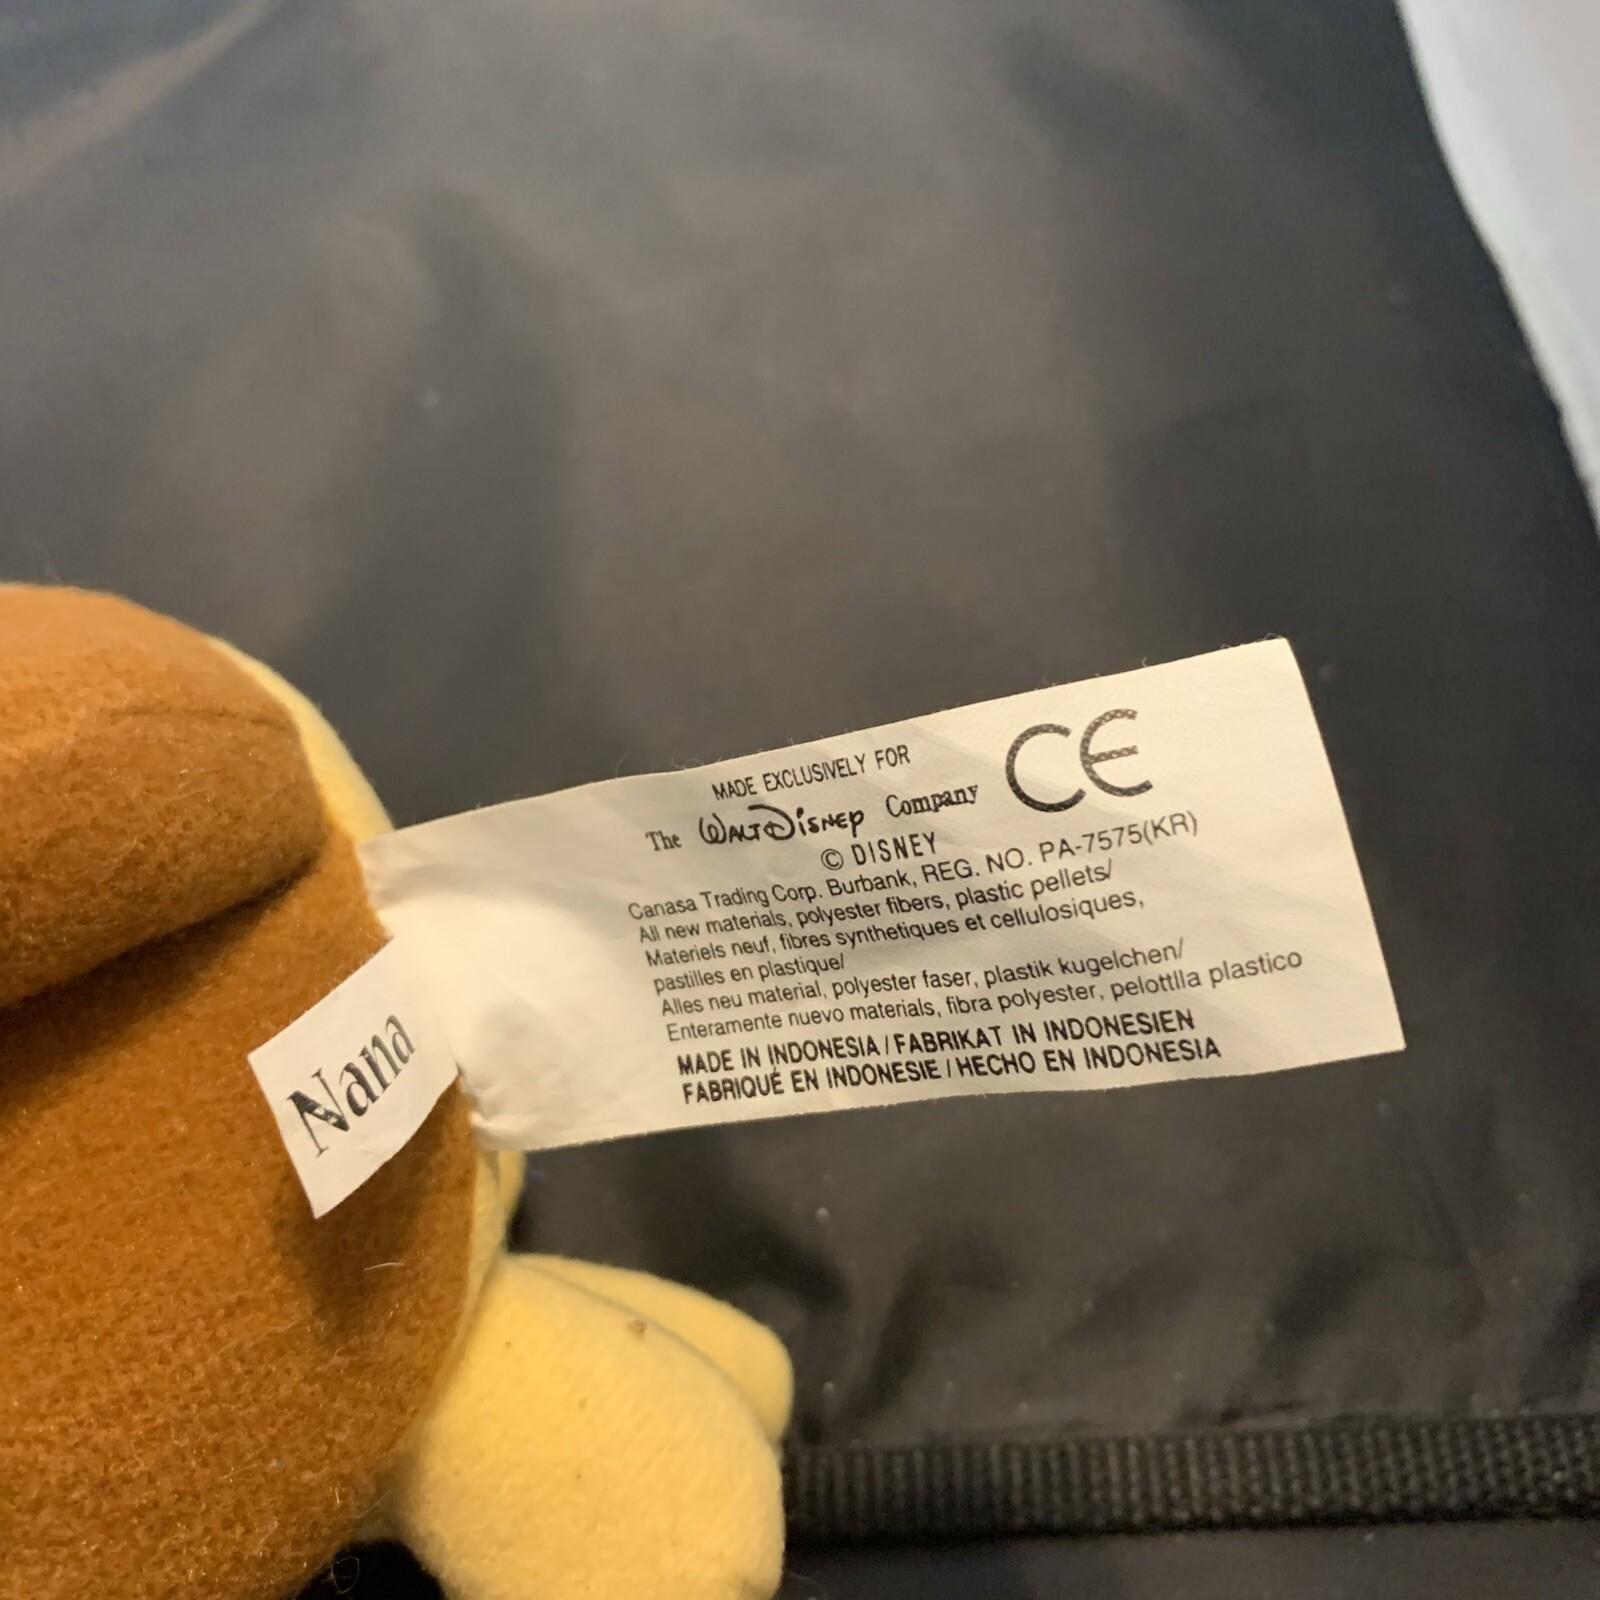 MADE EXCLUSIVELY FOR
The WALT DISNEY Company
CE
© DISNEY
Canasa Trading Corp. Burbank, REG. NO. PA-7575(KR)
All new materials, polyester fibers, plastic pellets/
Materiels neuf, fibres synthetiques et cellulosiques,
pastilles en plastique/
Alles neu material, polyester faser, plastik kugelchen/
Enteramente nuevo materials, fibra polyester, pelottlla plastico
MADE IN INDONESIA / FABRIKAT IN INDONESIEN
FABRIQUÉ EN INDONESIE / HECHO EN INDONESIA
Nana